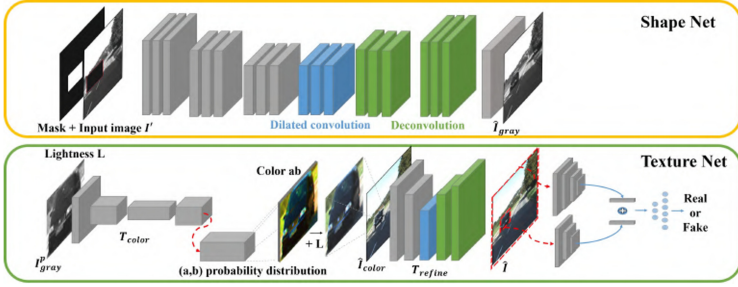 Shape Net
Mask + Input image I′
Dilated convolution
Deconvolution
Î_gray
Texture Net
Lightness L
Color ab
+ L
T_color
I^p_gray
(a,b) probability distribution
Î_color
T_refine
Î
Real
or
Fake